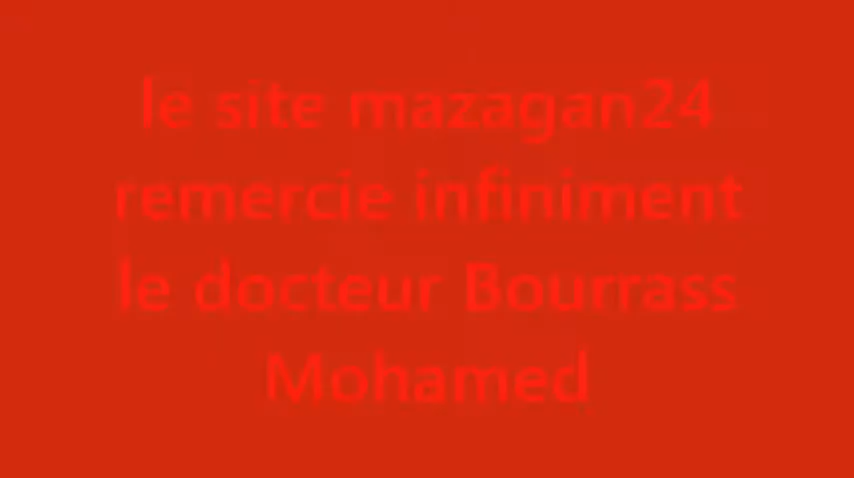 le site mazagan24
remercie infiniment
le docteur Bourrass
Mohamed